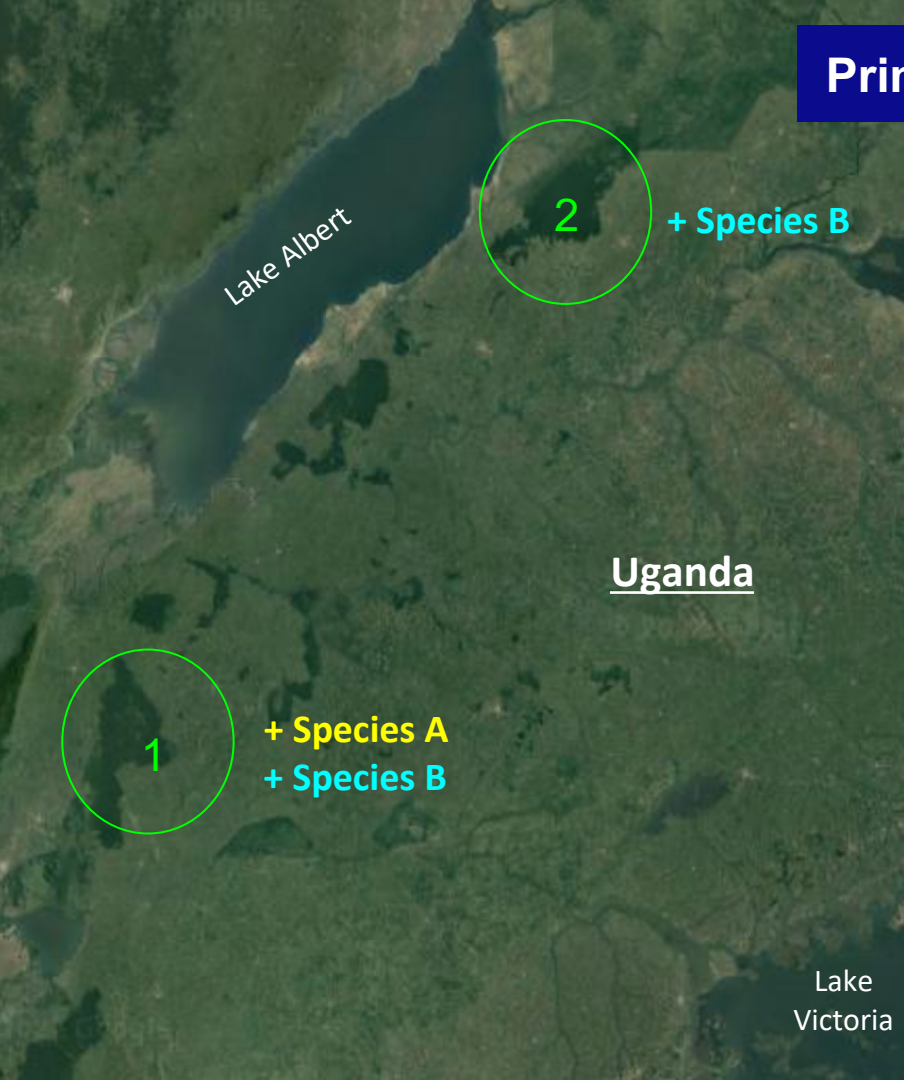 Prin
2
+ Species B
Lake Albert
Uganda
+ Species A
1
+ Species B
Lake
Victoria